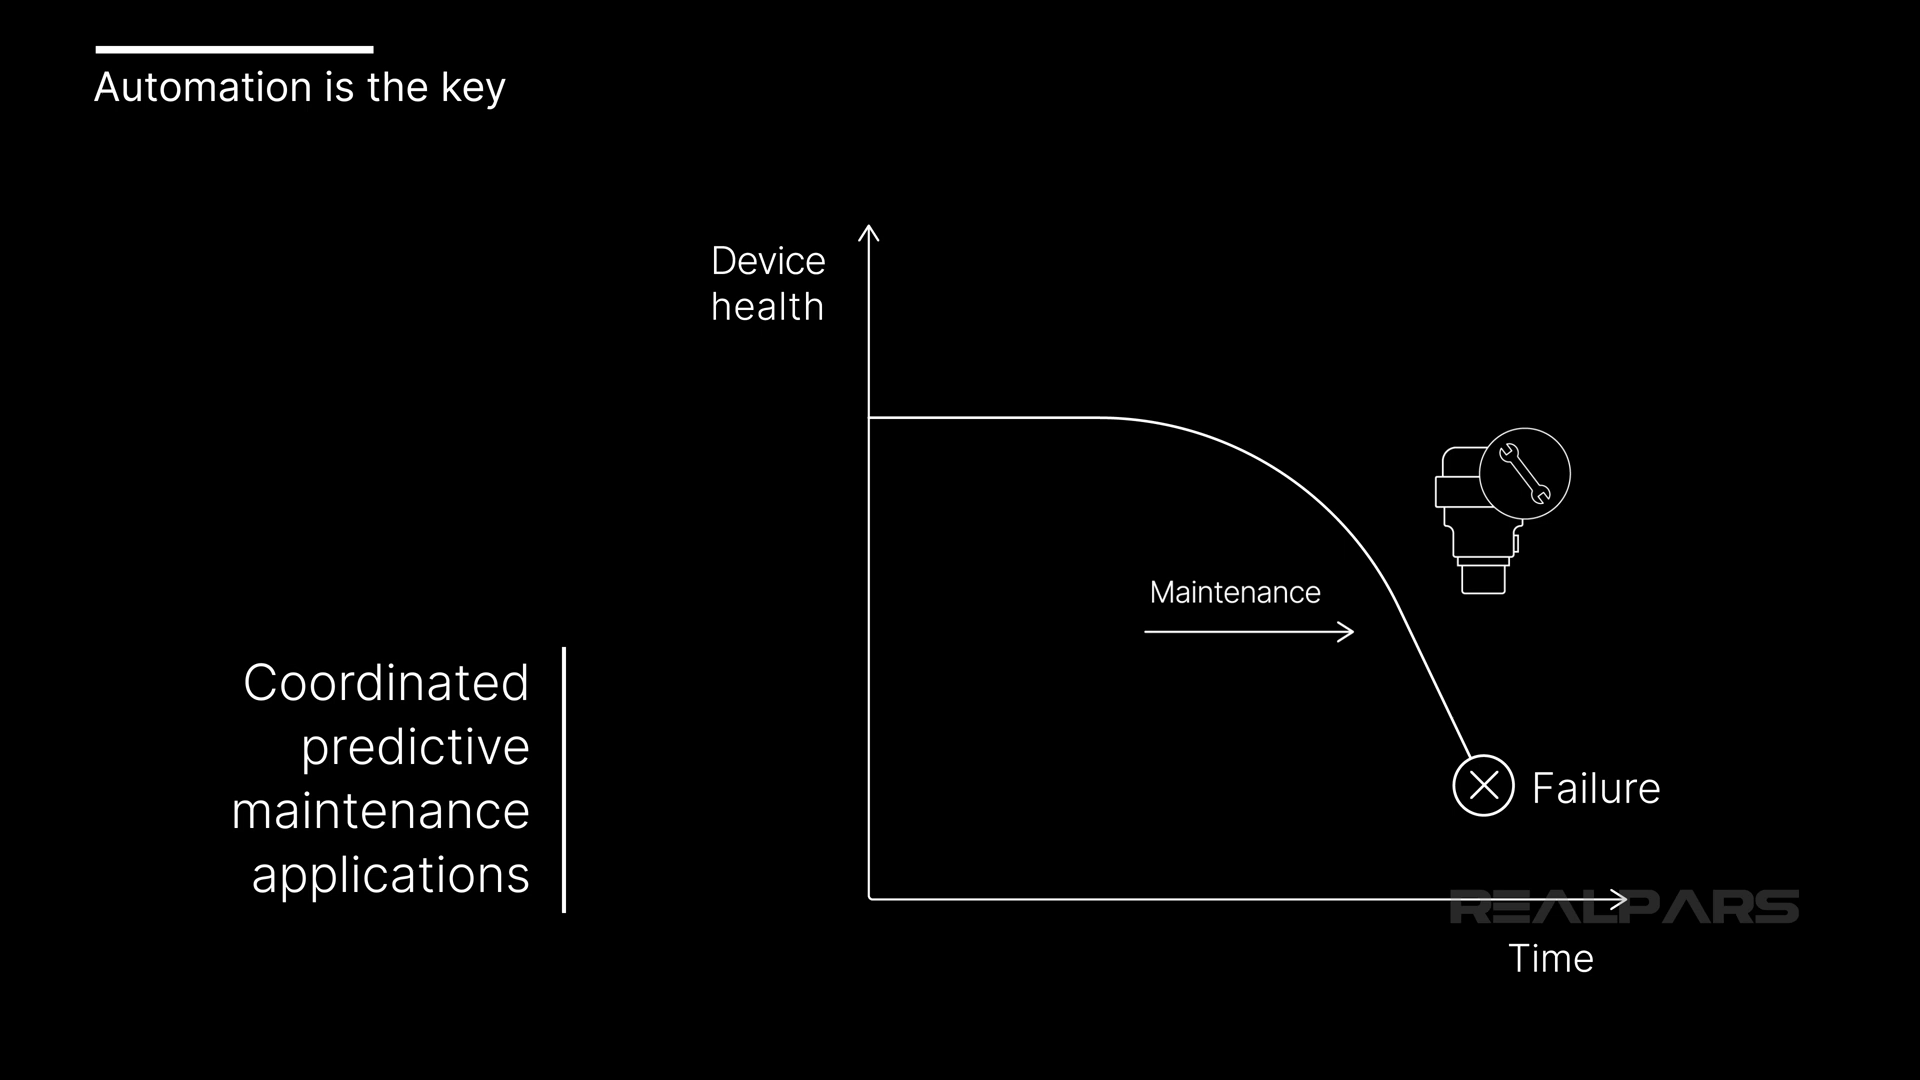 Automation is the key
Device
health
Maintenance
Coordinated
predictive
maintenance
applications
Failure
REALPARS
Time